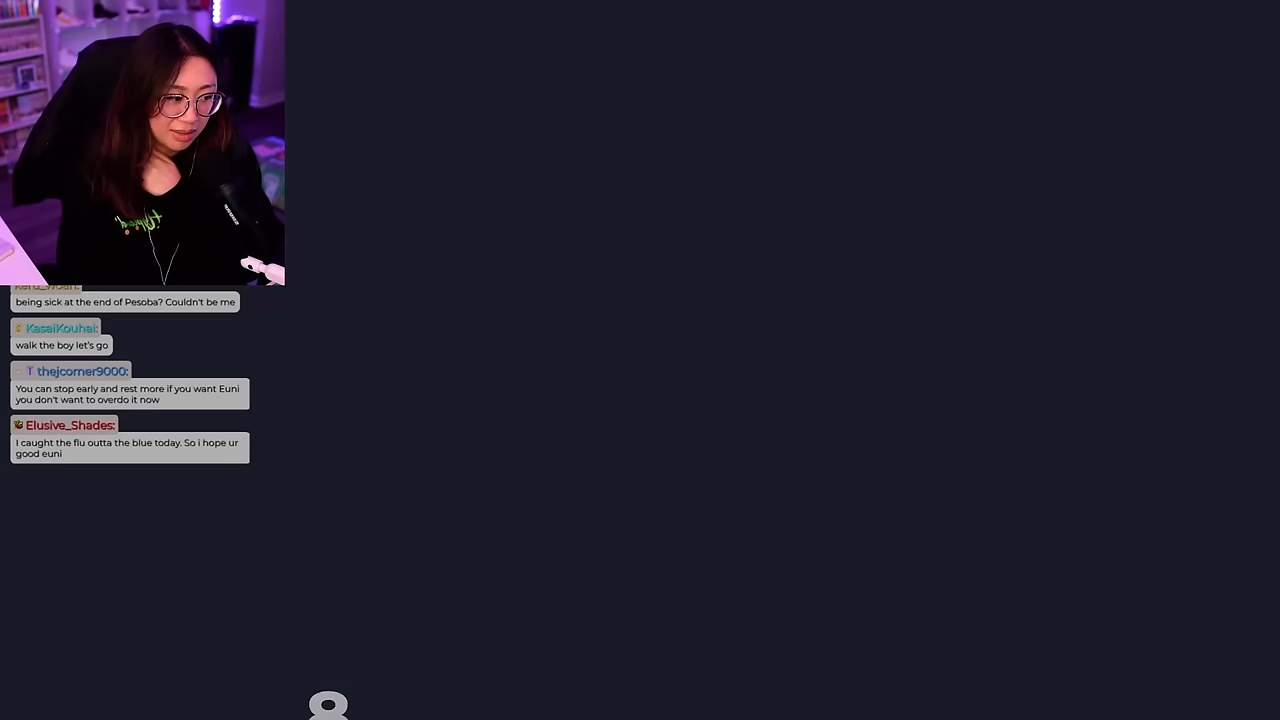 being sick at the end of Pesoba? Couldn't be me
KasaiKouhai:
walk the boy let's go
T thejcorner9000:
You can stop early and rest more if you want Euni
you don't want to overdo it now
Elusive_Shades:
I caught the flu outta the blue today. So i hope ur
good euni
8